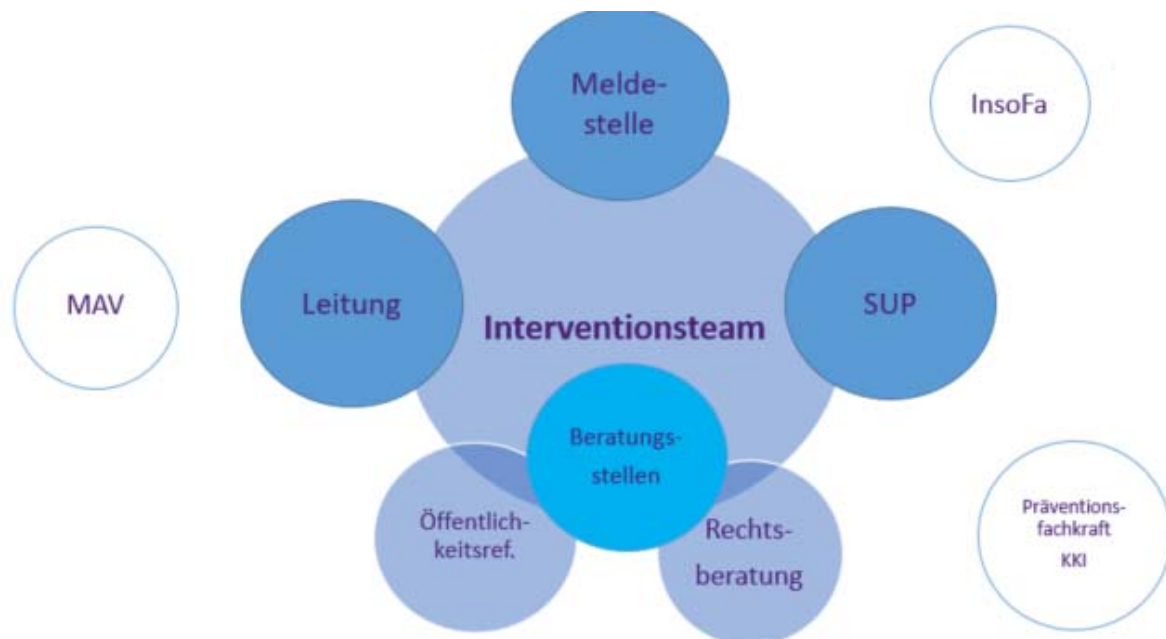 Melde-
stelle
InsoFa
MAV
Leitung
SUP
Interventionsteam
Beratungs-
stellen
Öffentlich-
keitsref.
Rechts-
beratung
Präventions-
fachkraft
KKI